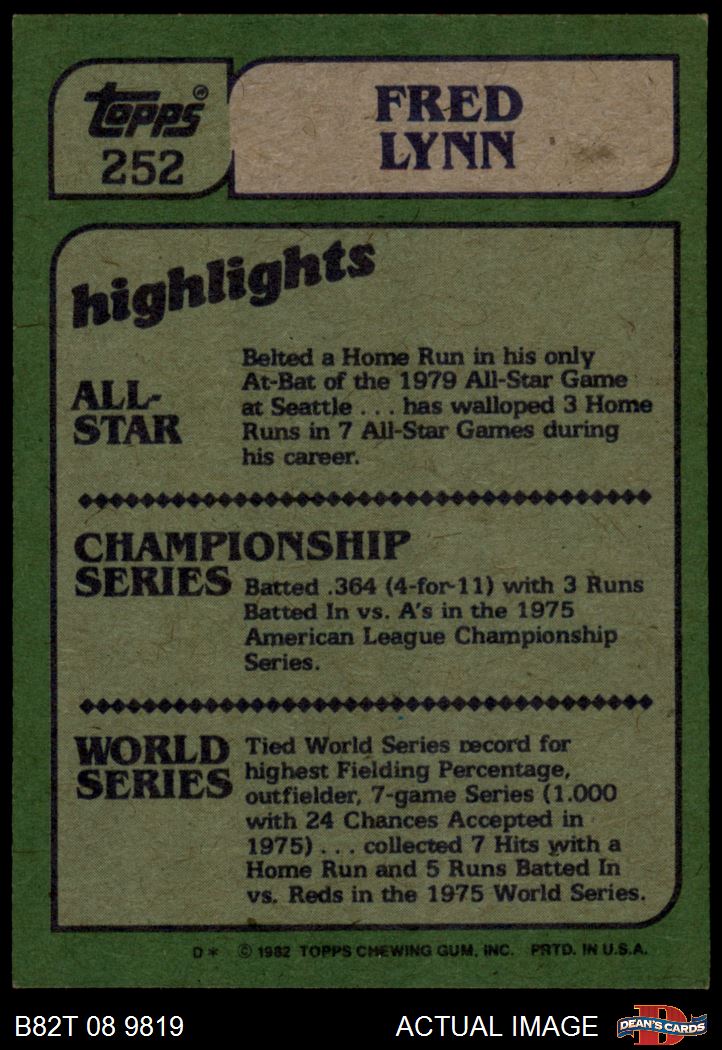 Topps®
252
FRED
LYNN
highlights
ALL-
STAR
Belted a Home Run in his only
At-Bat of the 1979 All-Star Game
at Seattle . . . has walloped 3 Home
Runs in 7 All-Star Games during
his career.
CHAMPIONSHIP
SERIES
Batted .364 (4-for-11) with 3 Runs
Batted In vs. A's in the 1975
American League Championship
Series.
WORLD
SERIES
Tied World Series record for
highest Fielding Percentage,
outfielder, 7-game Series (1.000
with 24 Chances Accepted in
1975) . . . collected 7 Hits with a
Home Run and 5 Runs Batted In
vs. Reds in the 1975 World Series.
D* © 1982 TOPPS CHEWING GUM, INC. PRTD. IN U.S.A.
B82T 08 9819
ACTUAL IMAGE
D
DEAN'S CARDS